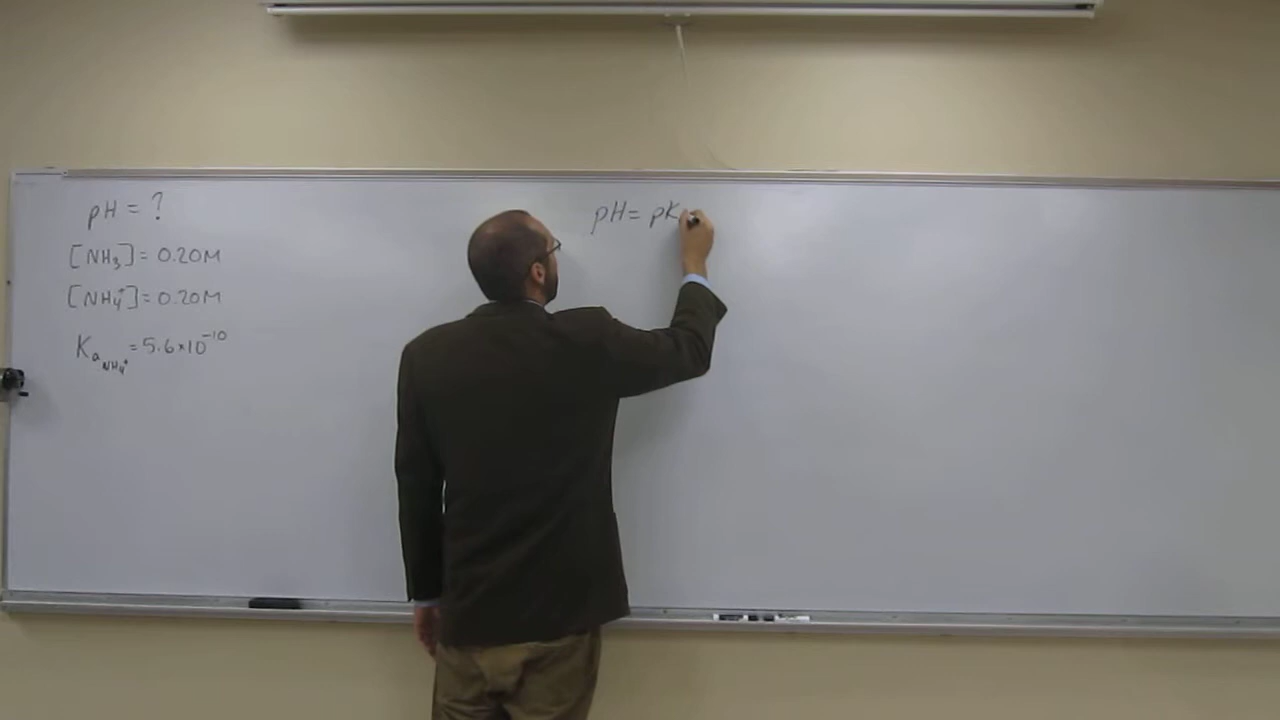 pH = ?
[NH₃] = 0.20M
[NH₄⁺] = 0.20M
Kₐ NH₄⁺ = 5.6×10⁻¹⁰
pH = pK